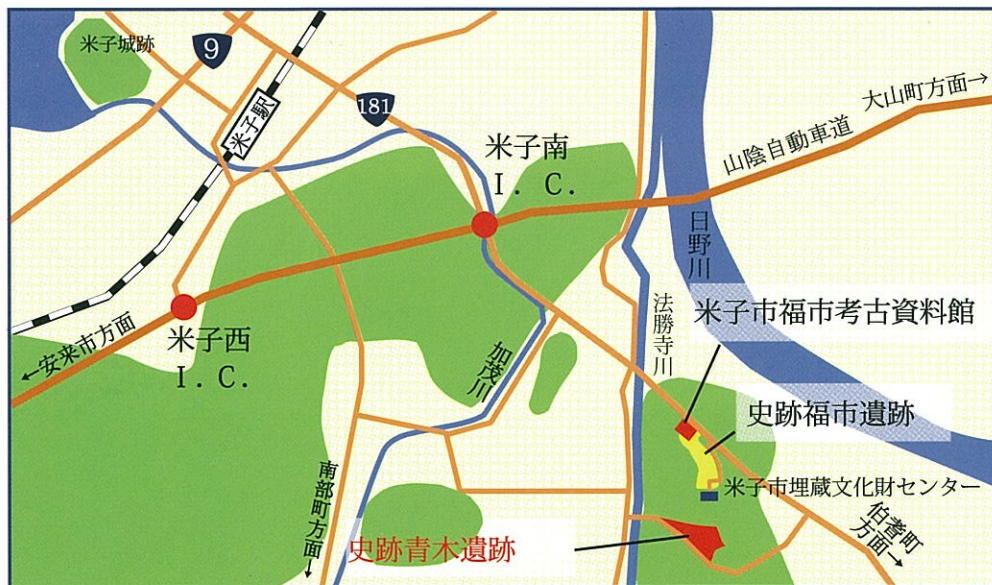 米子城跡
9
米子駅
181
米子南
I. C.
大山町方面→
山陰自動車道
日野川
米子西
I. C.
←安来市方面
加茂川
法勝寺川
米子市福市考古資料館
史跡福市遺跡
米子市埋蔵文化財センター
南部町方面→
史跡青木遺跡
伯耆町
方面→